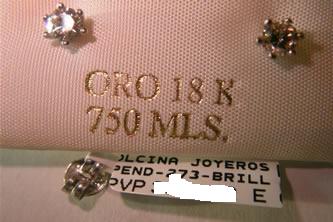 ORO 18 K
750 MLS.
OLCINA JOYEROS
PEND-273-BRILL
PVP E